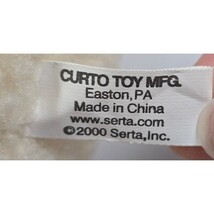 CURTO TOY MFG.
Easton, PA
Made in China
www.serta.com
©2000 Serta, Inc.